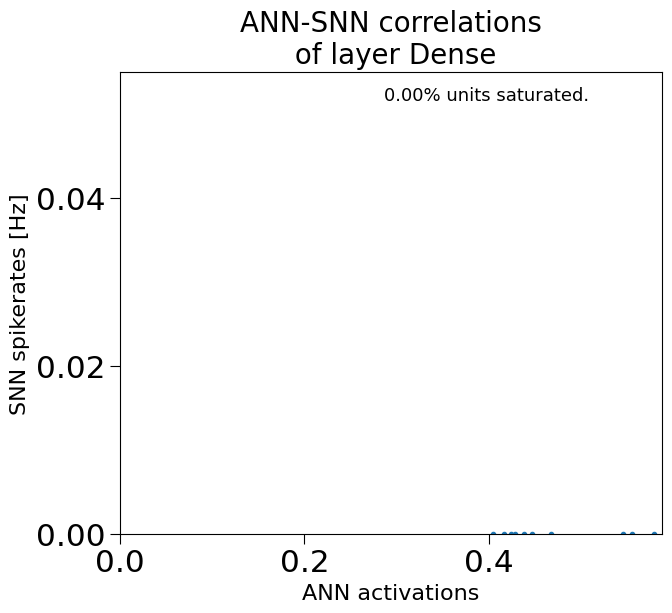 ANN-SNN correlations
of layer Dense
0.00% units saturated.
SNN spikerates [Hz]
0.04
0.02
0.00
0.0 0.2 0.4
ANN activations